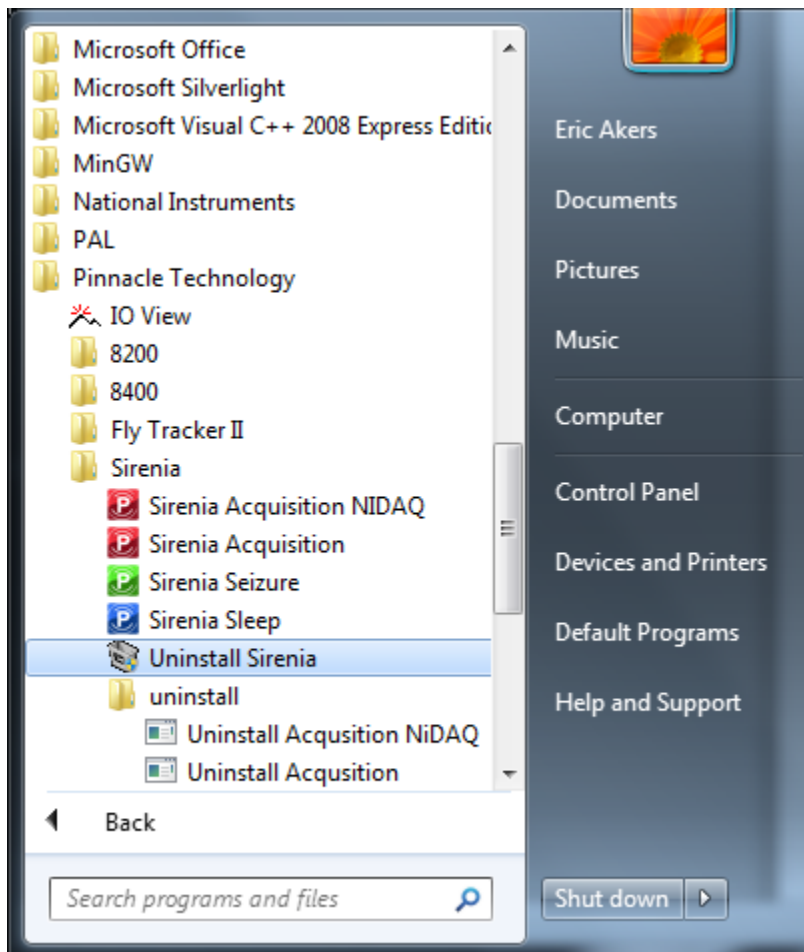 Microsoft Office
Microsoft Silverlight
Microsoft Visual C++ 2008 Express Editic
MinGW
National Instruments
PAL
Pinnacle Technology
IO View
8200
8400
Fly Tracker II
Sirenia
Sirenia Acquisition NIDAQ
Sirenia Acquisition
Sirenia Seizure
Sirenia Sleep
Uninstall Sirenia
uninstall
Uninstall Acqusition NiDAQ
Uninstall Acqusition
Back
Search programs and files
Eric Akers
Documents
Pictures
Music
Computer
Control Panel
Devices and Printers
Default Programs
Help and Support
Shut down